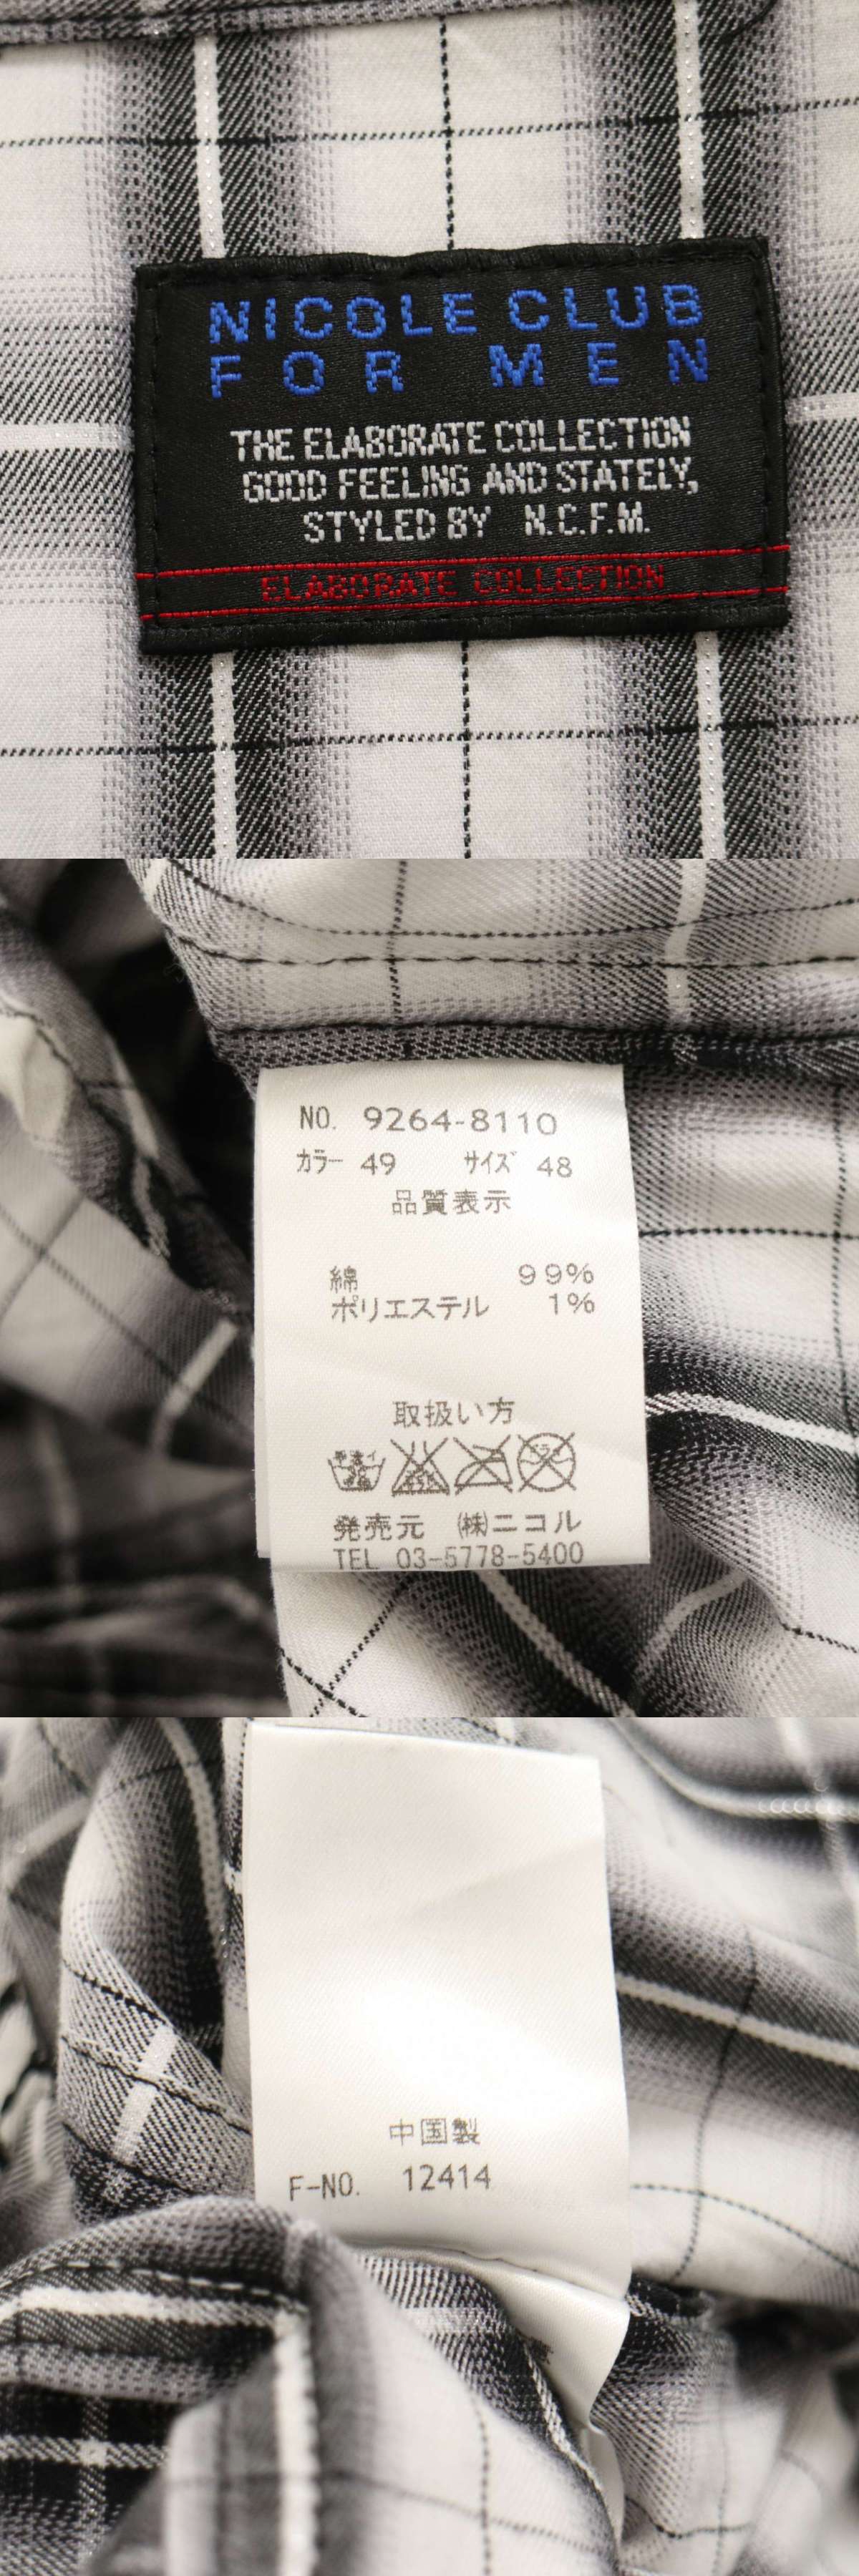 NICOLE CLUB
FOR MEN
THE ELABORATE COLLECTION
GOOD FEELING AND STATELY,
STYLED BY N.C.F.M.
ELABORATE COLLECTION
NO. 9264-8110
カラー 49 サイズ 48
品質表示
綿 99%
ポリエステル 1%
取扱い方
発売元 (株)ニコル
TEL 03-5778-5400
中国製
F-NO. 12414